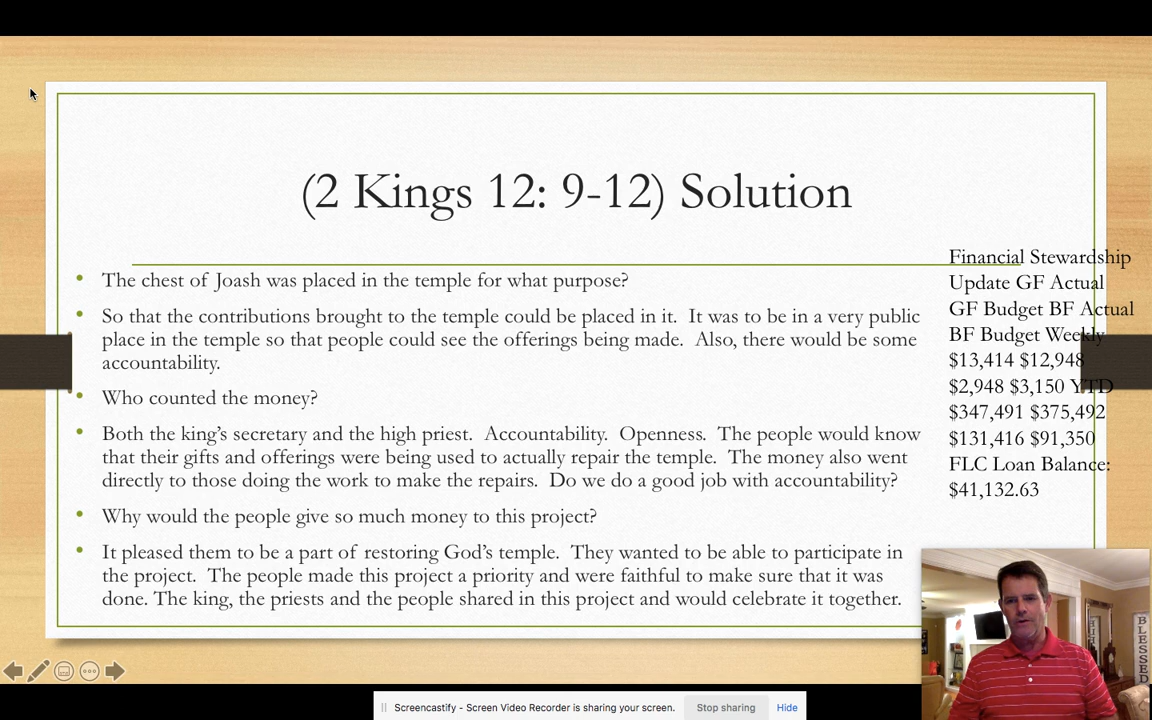 (2 Kings 12: 9-12) Solution
• The chest of Joash was placed in the temple for what purpose?
• So that the contributions brought to the temple could be placed in it.  It was to be in a very public
place in the temple so that people could see the offerings being made.  Also, there would be some
accountability.
• Who counted the money?
• Both the king's secretary and the high priest.  Accountability.  Openness.  The people would know
that their gifts and offerings were being used to actually repair the temple.  The money also went
directly to those doing the work to make the repairs.  Do we do a good job with accountability?
• Why would the people give so much money to this project?
• It pleased them to be a part of restoring God's temple.  They wanted to be able to participate in
the project.  The people made this project a priority and were faithful to make sure that it was
done. The king, the priests and the people shared in this project and would celebrate it together.
Financial Stewardship
Update GF Actual
GF Budget BF Actual
BF Budget Weekly
$13,414 $12,948
$2,948 $3,150 YTD
$347,491 $375,492
$131,416 $91,350
FLC Loan Balance:
$41,132.63
BLESSED
Screencastify - Screen Video Recorder is sharing your screen.
Stop sharing
Hide